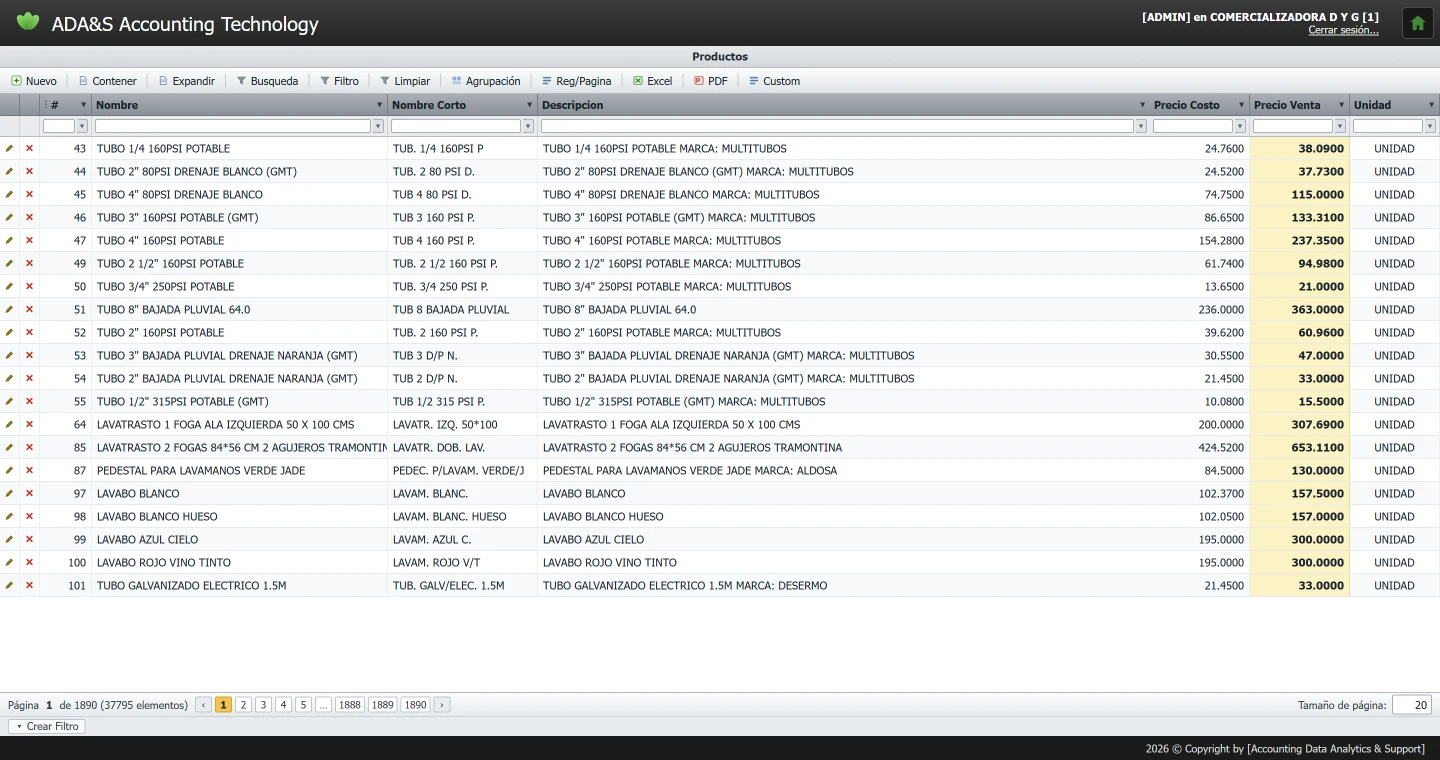 ADA&S Accounting Technology
[ADMIN] en COMERCIALIZADORA D Y G [1]
Cerrar sesión...
Productos
Nuevo Contener Expandir Busqueda Filtro Limpiar Agrupación Reg/Pagina Excel PDF Custom
# Nombre Nombre Corto Descripcion Precio Costo Precio Venta Unidad
43 TUBO 1/4 160PSI POTABLE TUB. 1/4 160PSI P TUBO 1/4 160PSI POTABLE MARCA: MULTITUBOS 24.7600 38.0900 UNIDAD
44 TUBO 2" 80PSI DRENAJE BLANCO (GMT) TUB. 2 80 PSI D. TUBO 2" 80PSI DRENAJE BLANCO (GMT) MARCA: MULTITUBOS 24.5200 37.7300 UNIDAD
45 TUBO 4" 80PSI DRENAJE BLANCO TUB 4 80 PSI D. TUBO 4" 80PSI DRENAJE BLANCO MARCA: MULTITUBOS 74.7500 115.0000 UNIDAD
46 TUBO 3" 160PSI POTABLE (GMT) TUB 3 160 PSI P. TUBO 3" 160PSI POTABLE (GMT) MARCA: MULTITUBOS 86.6500 133.3100 UNIDAD
47 TUBO 4" 160PSI POTABLE TUB 4 160 PSI P. TUBO 4" 160PSI POTABLE MARCA: MULTITUBOS 154.2800 237.3500 UNIDAD
49 TUBO 2 1/2" 160PSI POTABLE TUB. 2 1/2 160 PSI P. TUBO 2 1/2" 160PSI POTABLE MARCA: MULTITUBOS 61.7400 94.9800 UNIDAD
50 TUBO 3/4" 250PSI POTABLE TUB. 3/4 250 PSI P. TUBO 3/4" 250PSI POTABLE MARCA: MULTITUBOS 13.6500 21.0000 UNIDAD
51 TUBO 8" BAJADA PLUVIAL 64.0 TUB 8 BAJADA PLUVIAL TUBO 8" BAJADA PLUVIAL 64.0 236.0000 363.0000 UNIDAD
52 TUBO 2" 160PSI POTABLE TUB. 2 160 PSI P. TUBO 2" 160PSI POTABLE MARCA: MULTITUBOS 39.6200 60.9600 UNIDAD
53 TUBO 3" BAJADA PLUVIAL DRENAJE NARANJA (GMT) TUB 3 D/P N. TUBO 3" BAJADA PLUVIAL DRENAJE NARANJA (GMT) MARCA: MULTITUBOS 30.5500 47.0000 UNIDAD
54 TUBO 2" BAJADA PLUVIAL DRENAJE NARANJA (GMT) TUB 2 D/P N. TUBO 2" BAJADA PLUVIAL DRENAJE NARANJA (GMT) MARCA: MULTITUBOS 21.4500 33.0000 UNIDAD
55 TUBO 1/2" 315PSI POTABLE (GMT) TUB 1/2 315 PSI P. TUBO 1/2" 315PSI POTABLE (GMT) MARCA: MULTITUBOS 10.0800 15.5000 UNIDAD
64 LAVATRASTO 1 FOGA ALA IZQUIERDA 50 X 100 CMS LAVATR. IZQ. 50*100 LAVATRASTO 1 FOGA ALA IZQUIERDA 50 X 100 CMS 200.0000 307.6900 UNIDAD
85 LAVATRASTO 2 FOGAS 84*56 CM 2 AGUJEROS TRAMONTIN LAVATR. DOB. LAV. LAVATRASTO 2 FOGAS 84*56 CM 2 AGUJEROS TRAMONTINA 424.5200 653.1100 UNIDAD
87 PEDESTAL PARA LAVAMANOS VERDE JADE PEDEC. P/LAVAM. VERDE/J PEDESTAL PARA LAVAMANOS VERDE JADE MARCA: ALDOSA 84.5000 130.0000 UNIDAD
97 LAVABO BLANCO LAVAM. BLANC. LAVABO BLANCO 102.3700 157.5000 UNIDAD
98 LAVABO BLANCO HUESO LAVAM. BLANC. HUESO LAVABO BLANCO HUESO 102.0500 157.0000 UNIDAD
99 LAVABO AZUL CIELO LAVAM. AZUL C. LAVABO AZUL CIELO 195.0000 300.0000 UNIDAD
100 LAVABO ROJO VINO TINTO LAVAM. ROJO V/T LAVABO ROJO VINO TINTO 195.0000 300.0000 UNIDAD
101 TUBO GALVANIZADO ELECTRICO 1.5M TUB. GALV/ELEC. 1.5M TUBO GALVANIZADO ELECTRICO 1.5M MARCA: DESERMO 21.4500 33.0000 UNIDAD
Página 1 de 1890 (37795 elementos) ‹ 1 2 3 4 5 ... 1888 1889 1890 › Tamaño de página: 20
Crear Filtro
2026 © Copyright by [Accounting Data Analytics & Support]